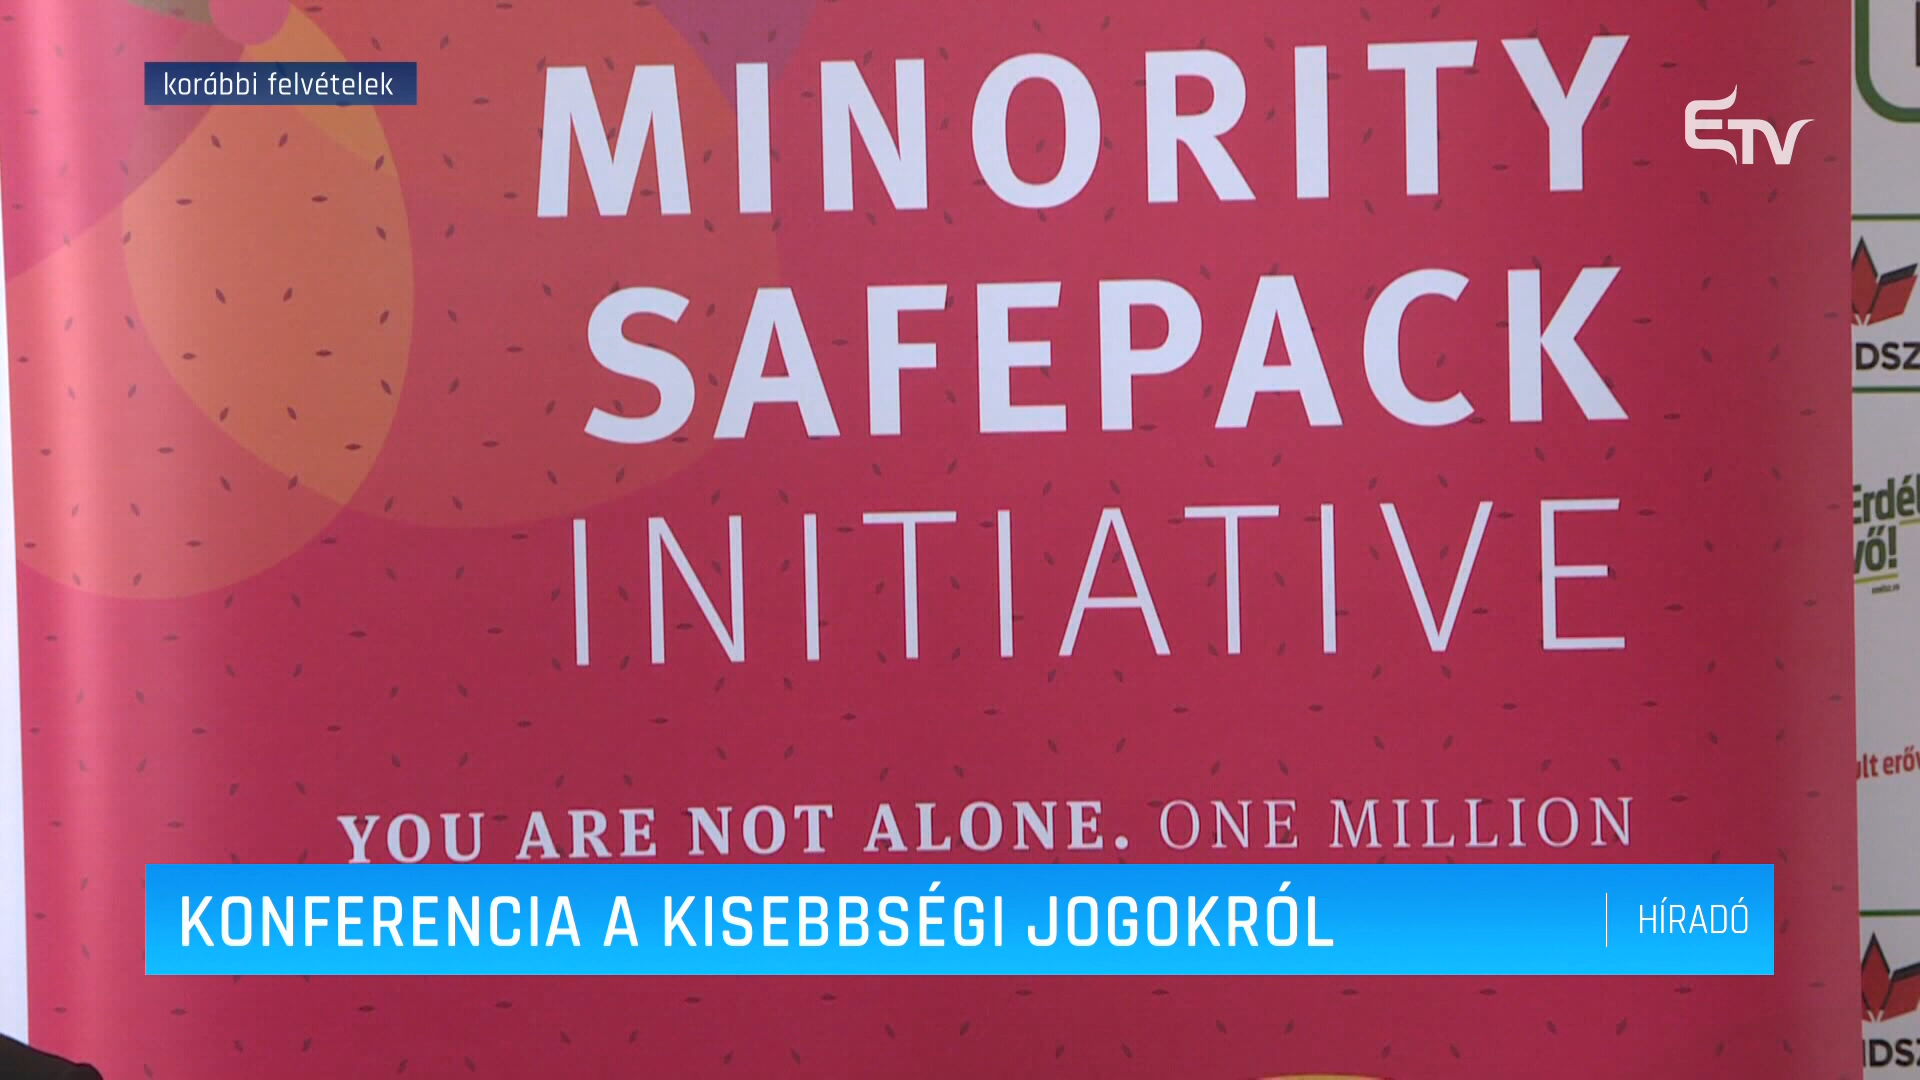 korábbi felvételek
ETV
MINORITY
SAFEPACK
INITIATIVE
YOU ARE NOT ALONE. ONE MILLION
KONFERENCIA A KISEBBSÉGI JOGOKRÓL
HÍRADÓ